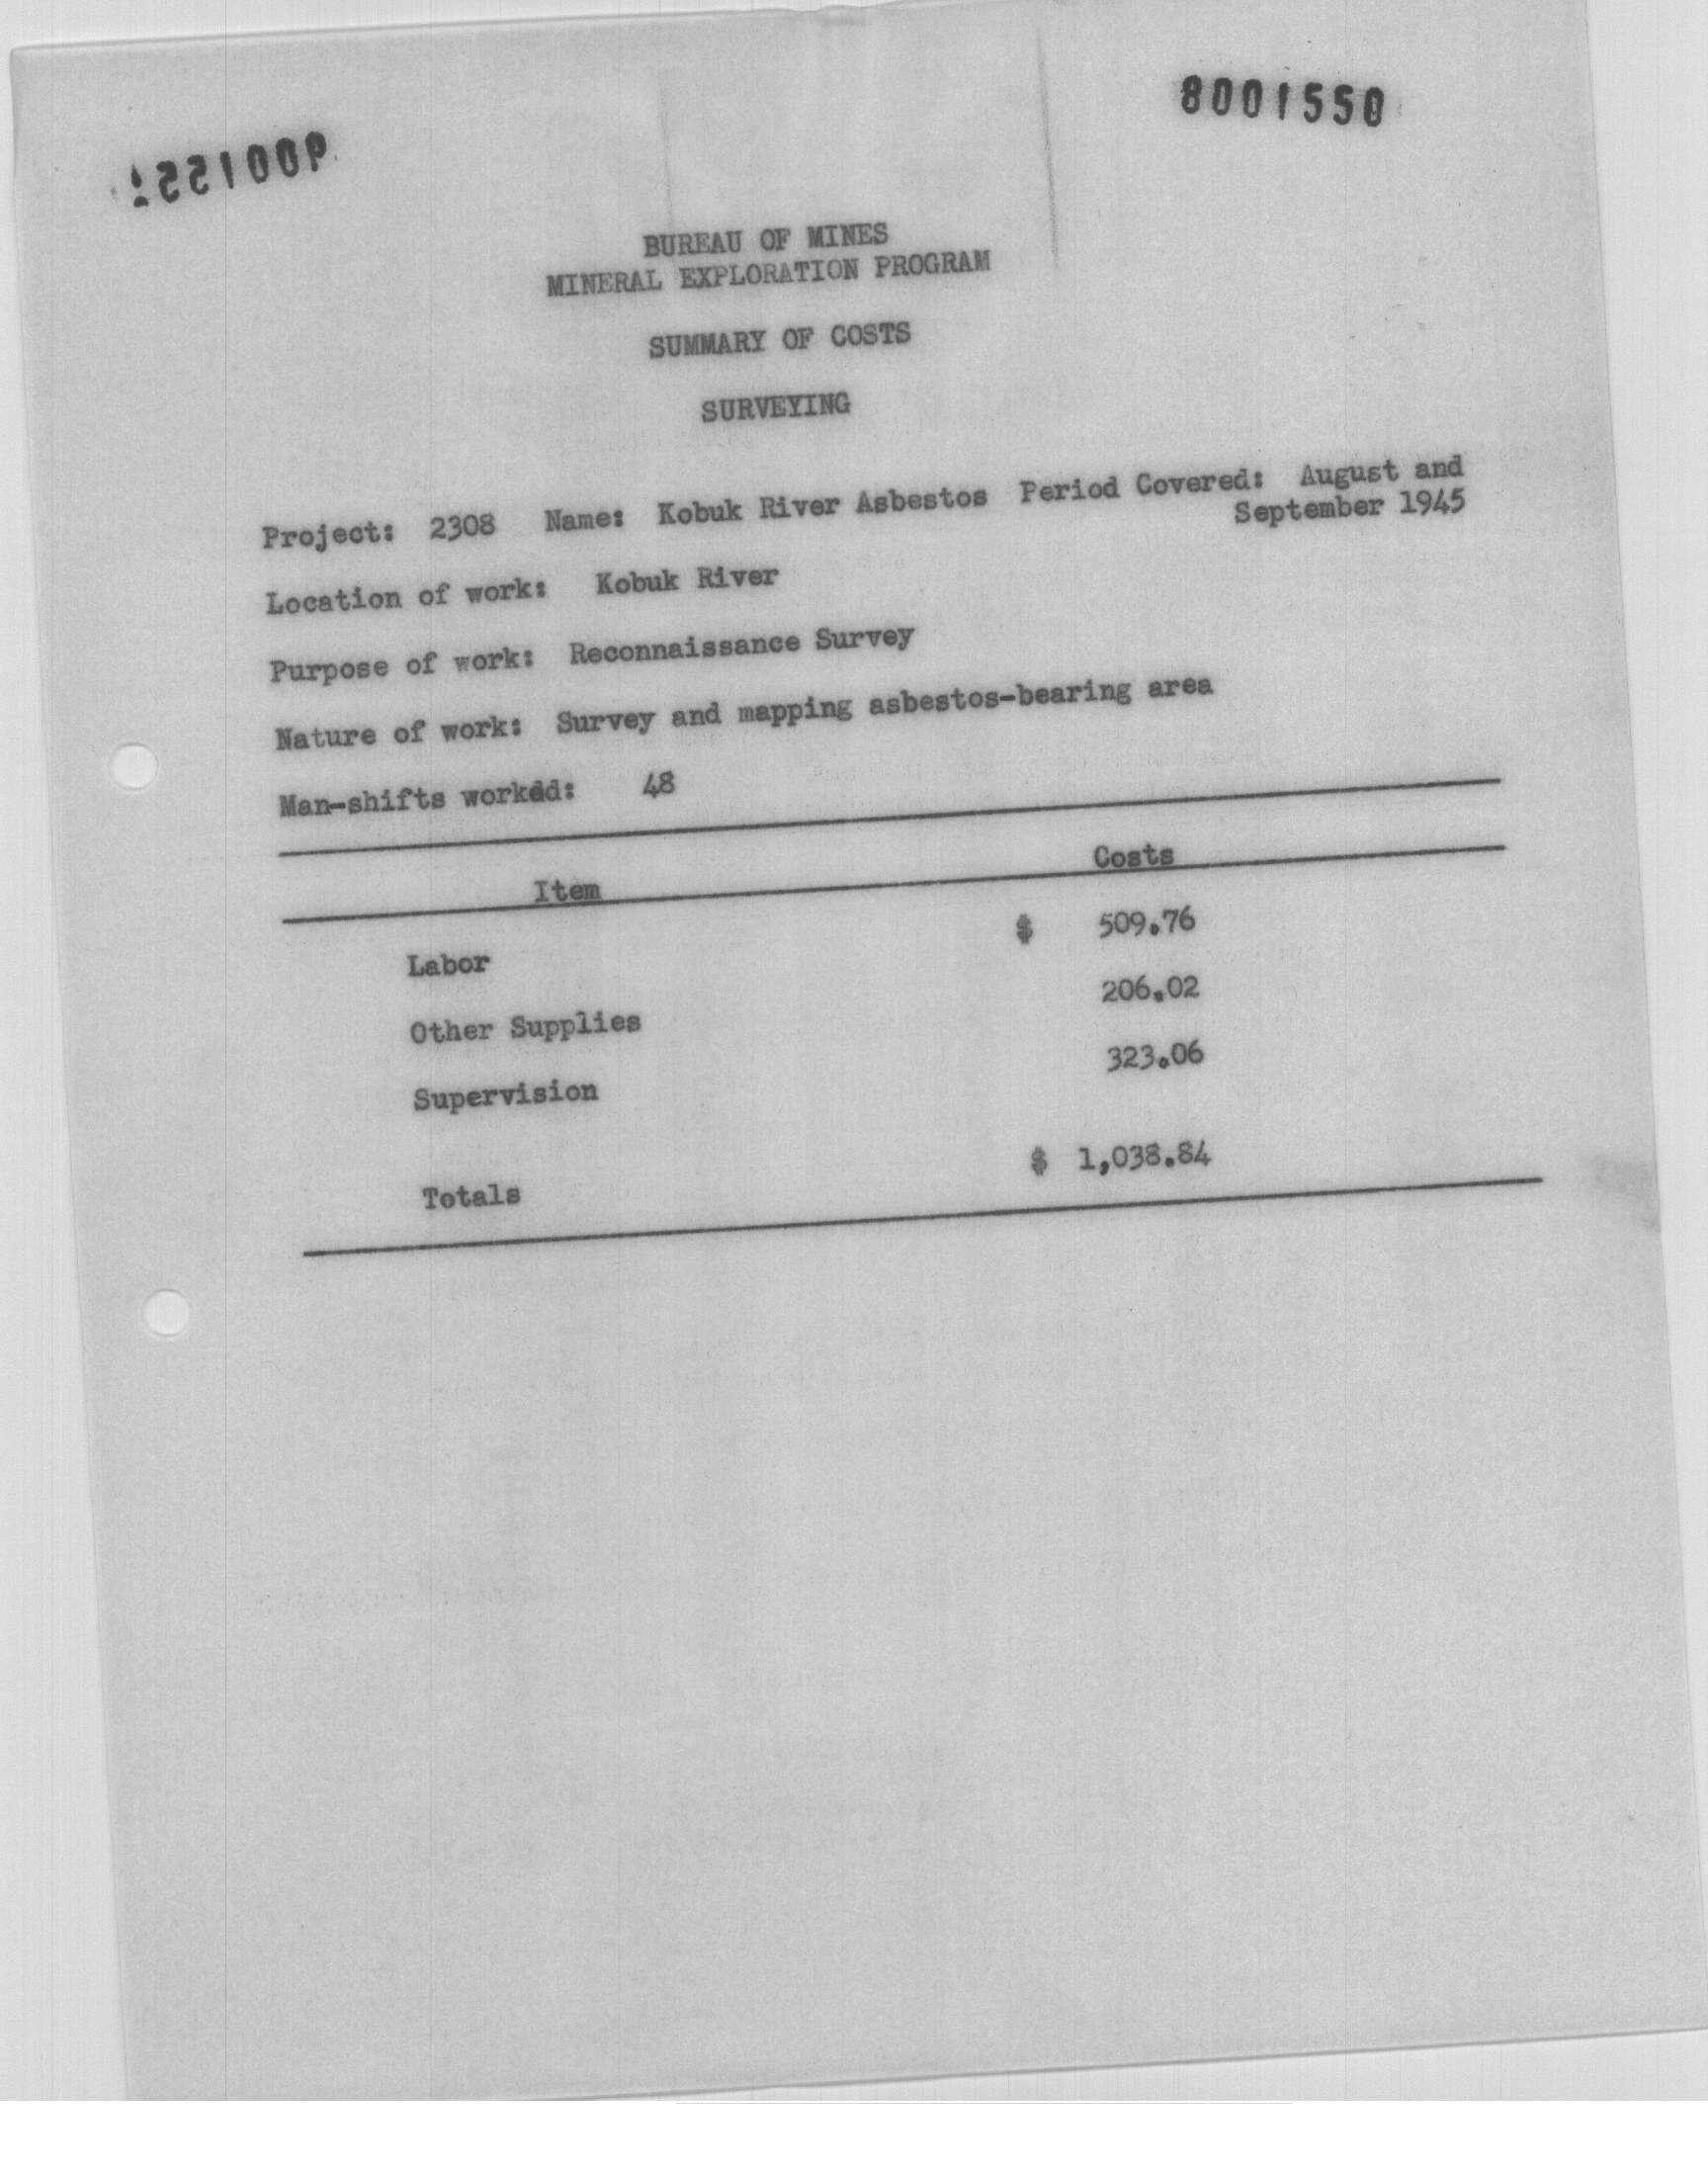 8001550
BUREAU OF MINES
MINERAL EXPLORATION PROGRAM
SUMMARY OF COSTS
SURVEYING
Project: 2308 Name: Kobuk River Asbestos Period Covered: August and
September 1945
Location of work: Kobuk River
Purpose of work: Reconnaissance Survey
Nature of work: Survey and mapping asbestos-bearing area
Man-shifts worked: 48
Item Costs
Labor $ 509.76
Other Supplies 206.02
Supervision 323.06
Totals $ 1,038.84